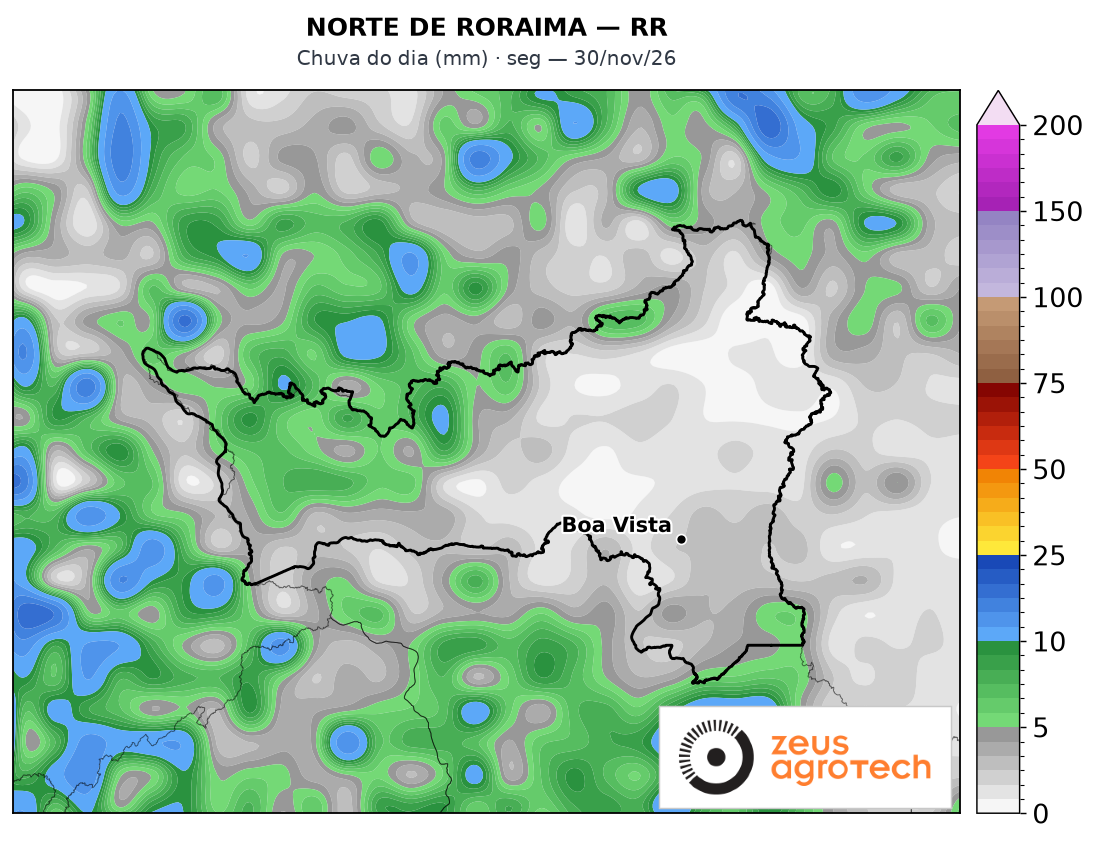 NORTE DE RORAIMA — RR
Chuva do dia (mm) · seg — 30/nov/26
200
150
100
75
50
25
10
5
0
Boa Vista
zeus
agrotech